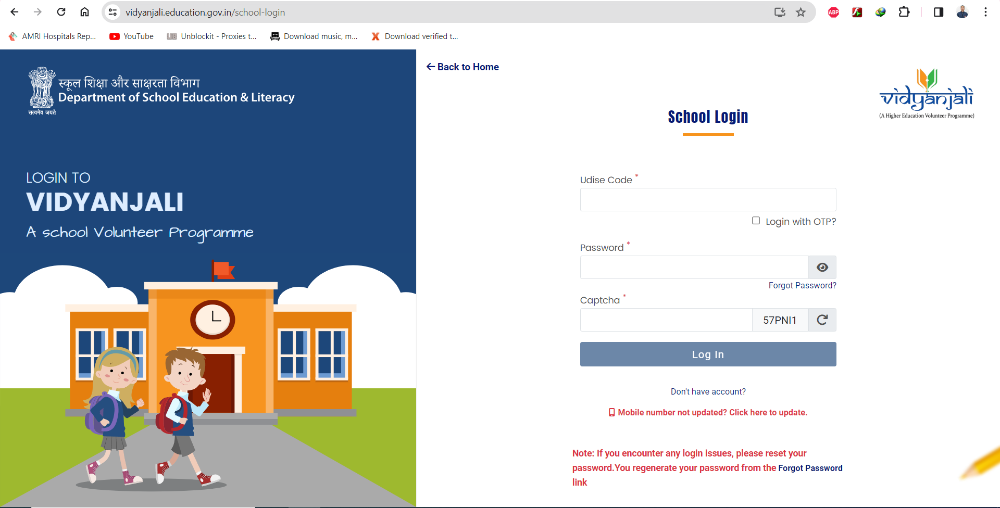 vidyanjali.education.gov.in/school-login
ABP
AMRI Hospitals Rep...
YouTube
UB
Unblockit - Proxies t...
Download music, m...
X
Download verified t...
स्कूल शिक्षा और साक्षरता विभाग
Department of School Education & Literacy
सत्यमेव जयते
LOGIN TO
VIDYANJALI
A school Volunteer Programme
Back to Home
vidyanjali
(A Higher Education Volunteer Programme)
School Login
Udise Code *
Login with OTP?
Password *
Forgot Password?
Captcha *
57PNI1
Log In
Don't have account?
Mobile number not updated? Click here to update.
Note: If you encounter any login issues, please reset your
password.You regenerate your password from the Forgot Password
link